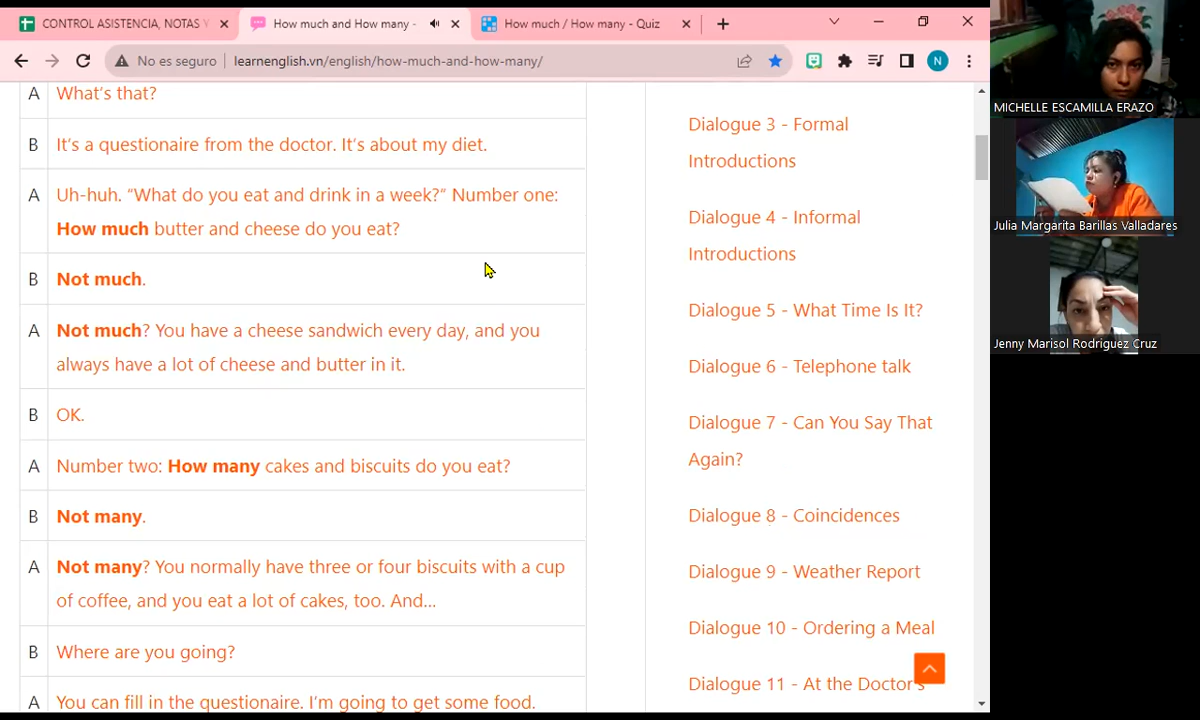 CONTROL ASISTENCIA, NOTAS Y
How much and How many -
How much / How many - Quiz
No es seguro
learnenglish.vn/english/how-much-and-how-many/
N
A What's that?
B It's a questionaire from the doctor. It's about my diet.
A Uh-huh. "What do you eat and drink in a week?" Number one:
How much butter and cheese do you eat?
B Not much.
A Not much? You have a cheese sandwich every day, and you
always have a lot of cheese and butter in it.
B OK.
A Number two: How many cakes and biscuits do you eat?
B Not many.
A Not many? You normally have three or four biscuits with a cup
of coffee, and you eat a lot of cakes, too. And...
B Where are you going?
A You can fill in the questionaire. I'm going to get some food.
Dialogue 3 - Formal
Introductions
Dialogue 4 - Informal
Introductions
Dialogue 5 - What Time Is It?
Dialogue 6 - Telephone talk
Dialogue 7 - Can You Say That
Again?
Dialogue 8 - Coincidences
Dialogue 9 - Weather Report
Dialogue 10 - Ordering a Meal
Dialogue 11 - At the Doctor's
MICHELLE ESCAMILLA ERAZO
Julia Margarita Barillas Valladares
Jenny Marisol Rodriguez Cruz